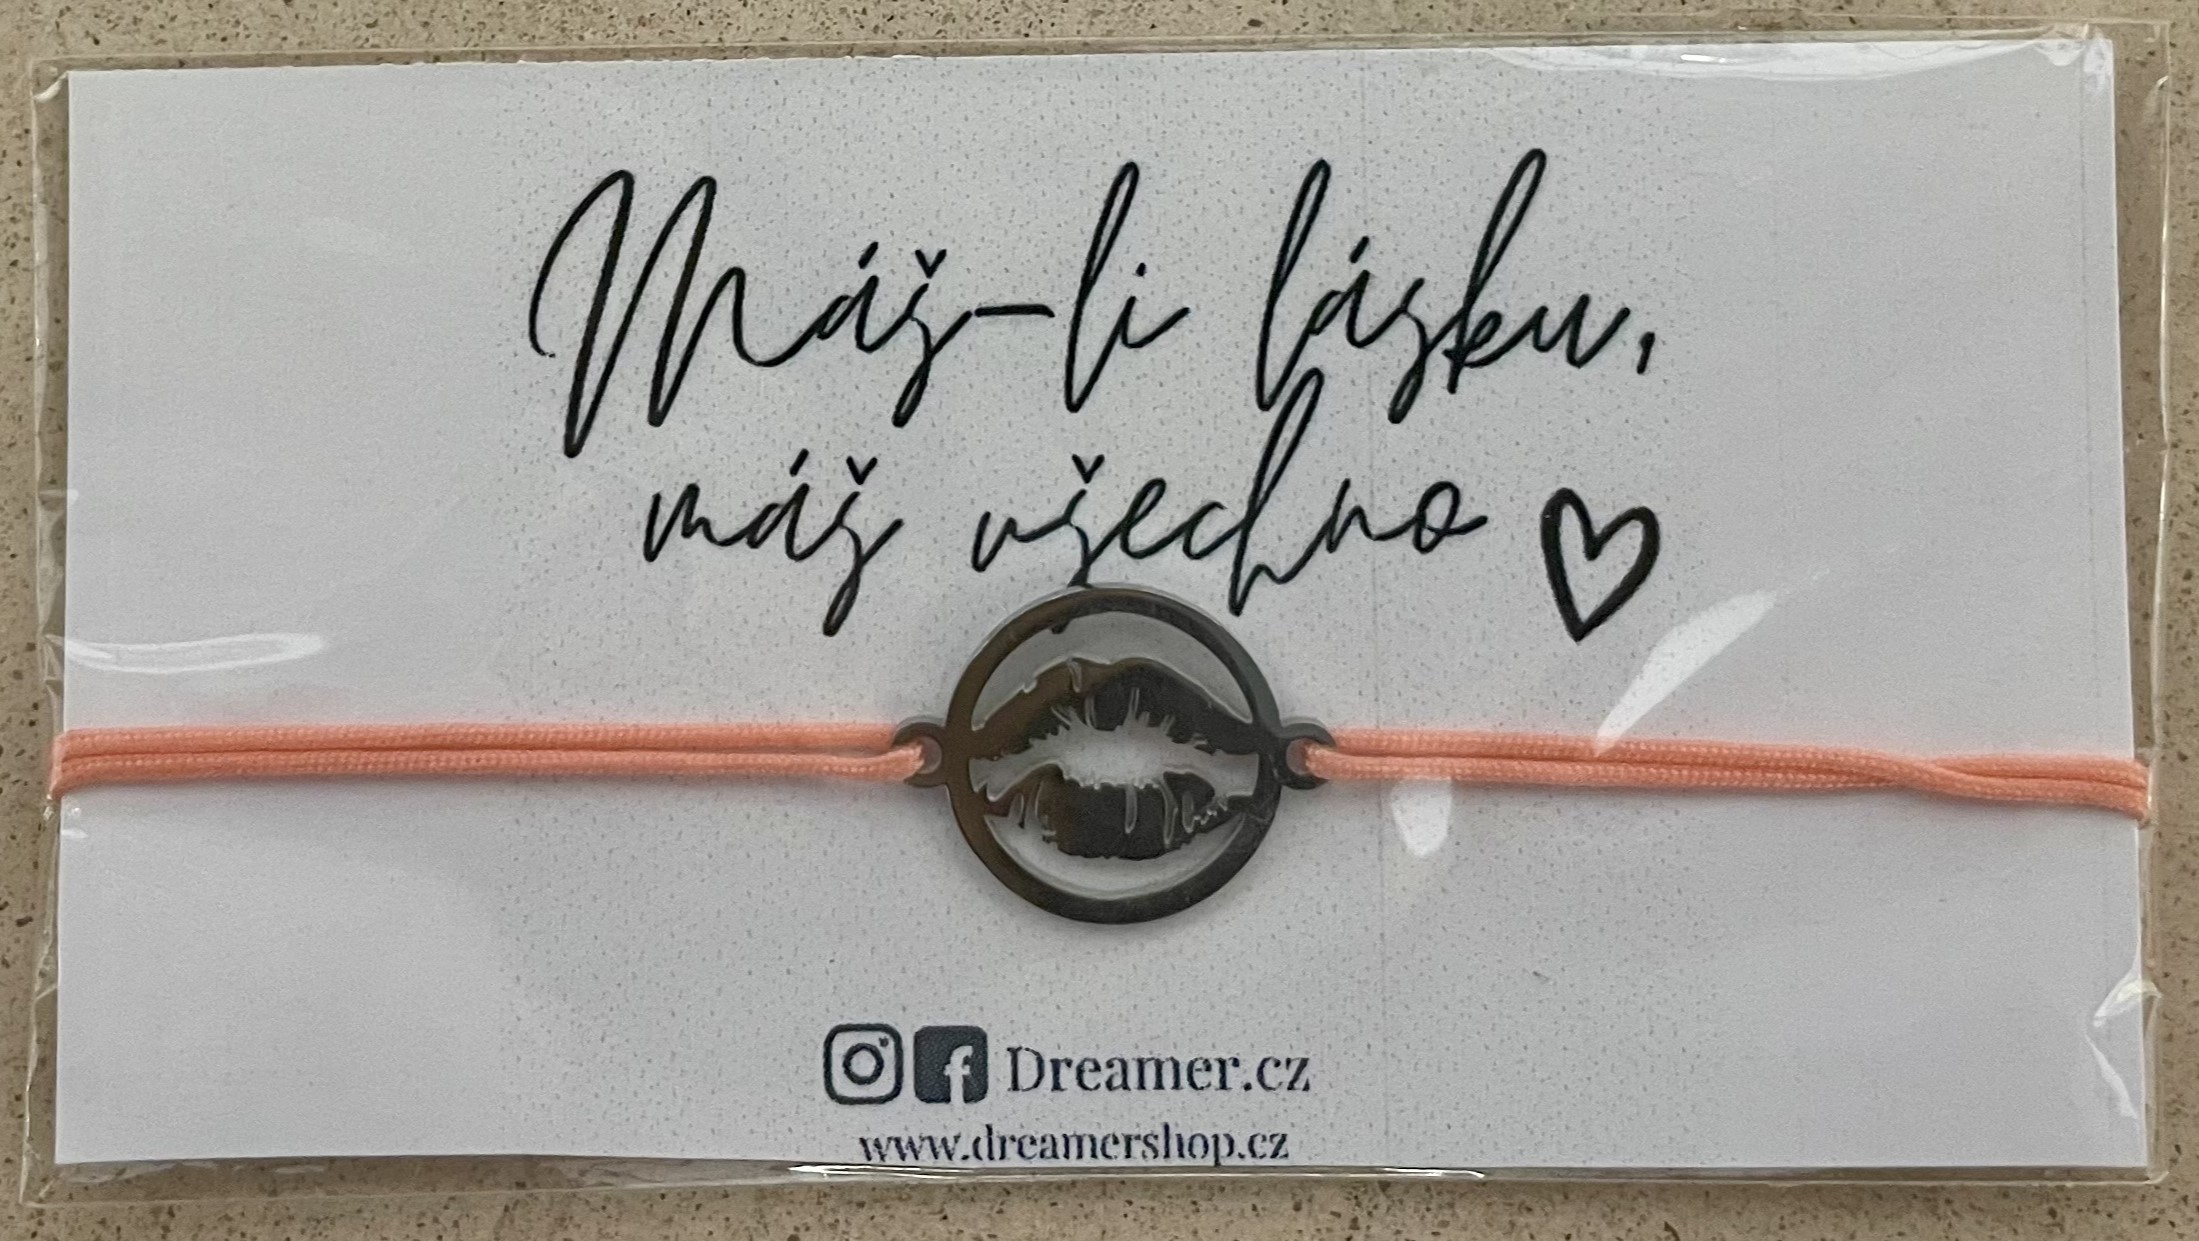 Máš-li lásku,
máš všechno
Dreamer.cz
www.dreamershop.cz